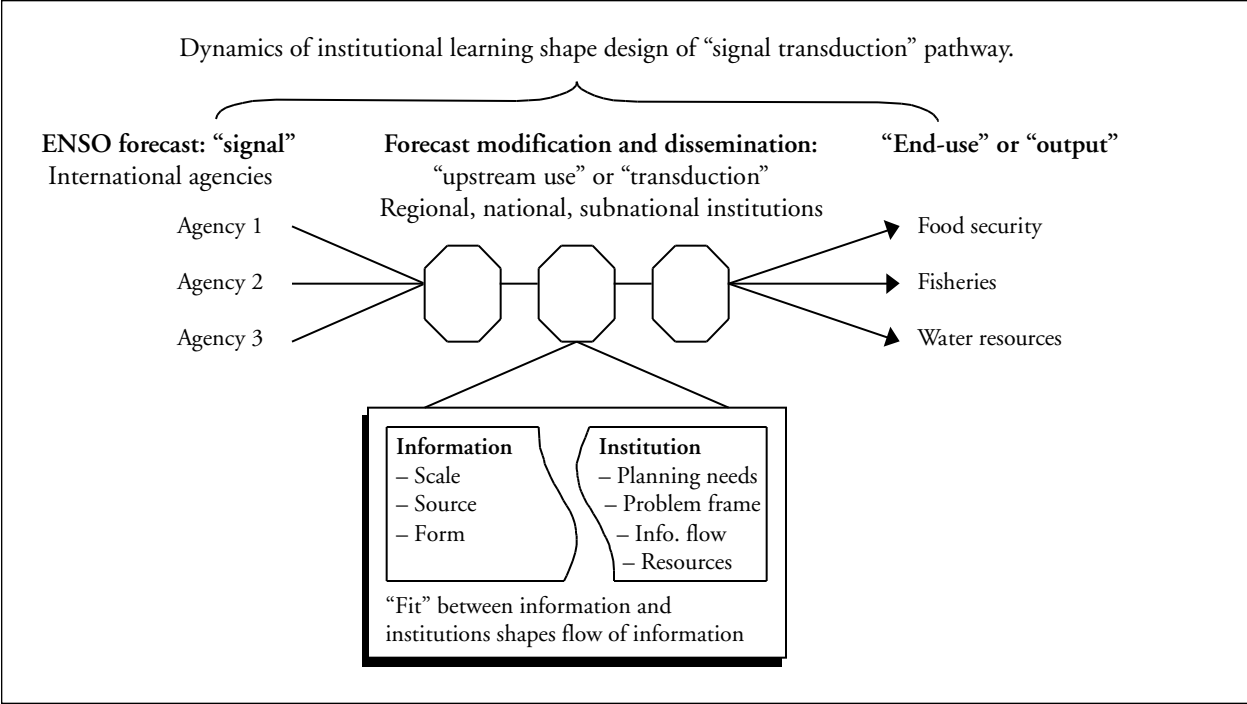 Dynamics of institutional learning shape design of “signal transduction” pathway.
ENSO forecast: “signal”
International agencies
Agency 1
Agency 2
Agency 3
Forecast modification and dissemination:
“upstream use” or “transduction”
Regional, national, subnational institutions
“End-use” or “output”
Food security
Fisheries
Water resources
Information
– Scale
– Source
– Form
Institution
– Planning needs
– Problem frame
– Info. flow
– Resources
“Fit” between information and
institutions shapes flow of information